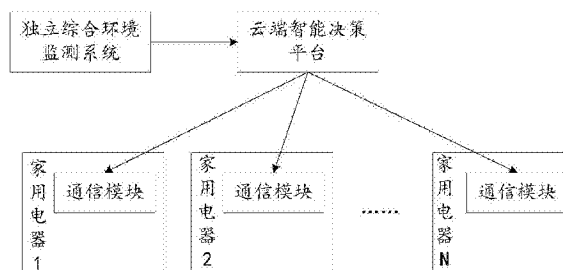 独立综合环境
监测系统
云端智能决策
平台
家用电器1
通信模块
家用电器2
通信模块
……
家用电器N
通信模块